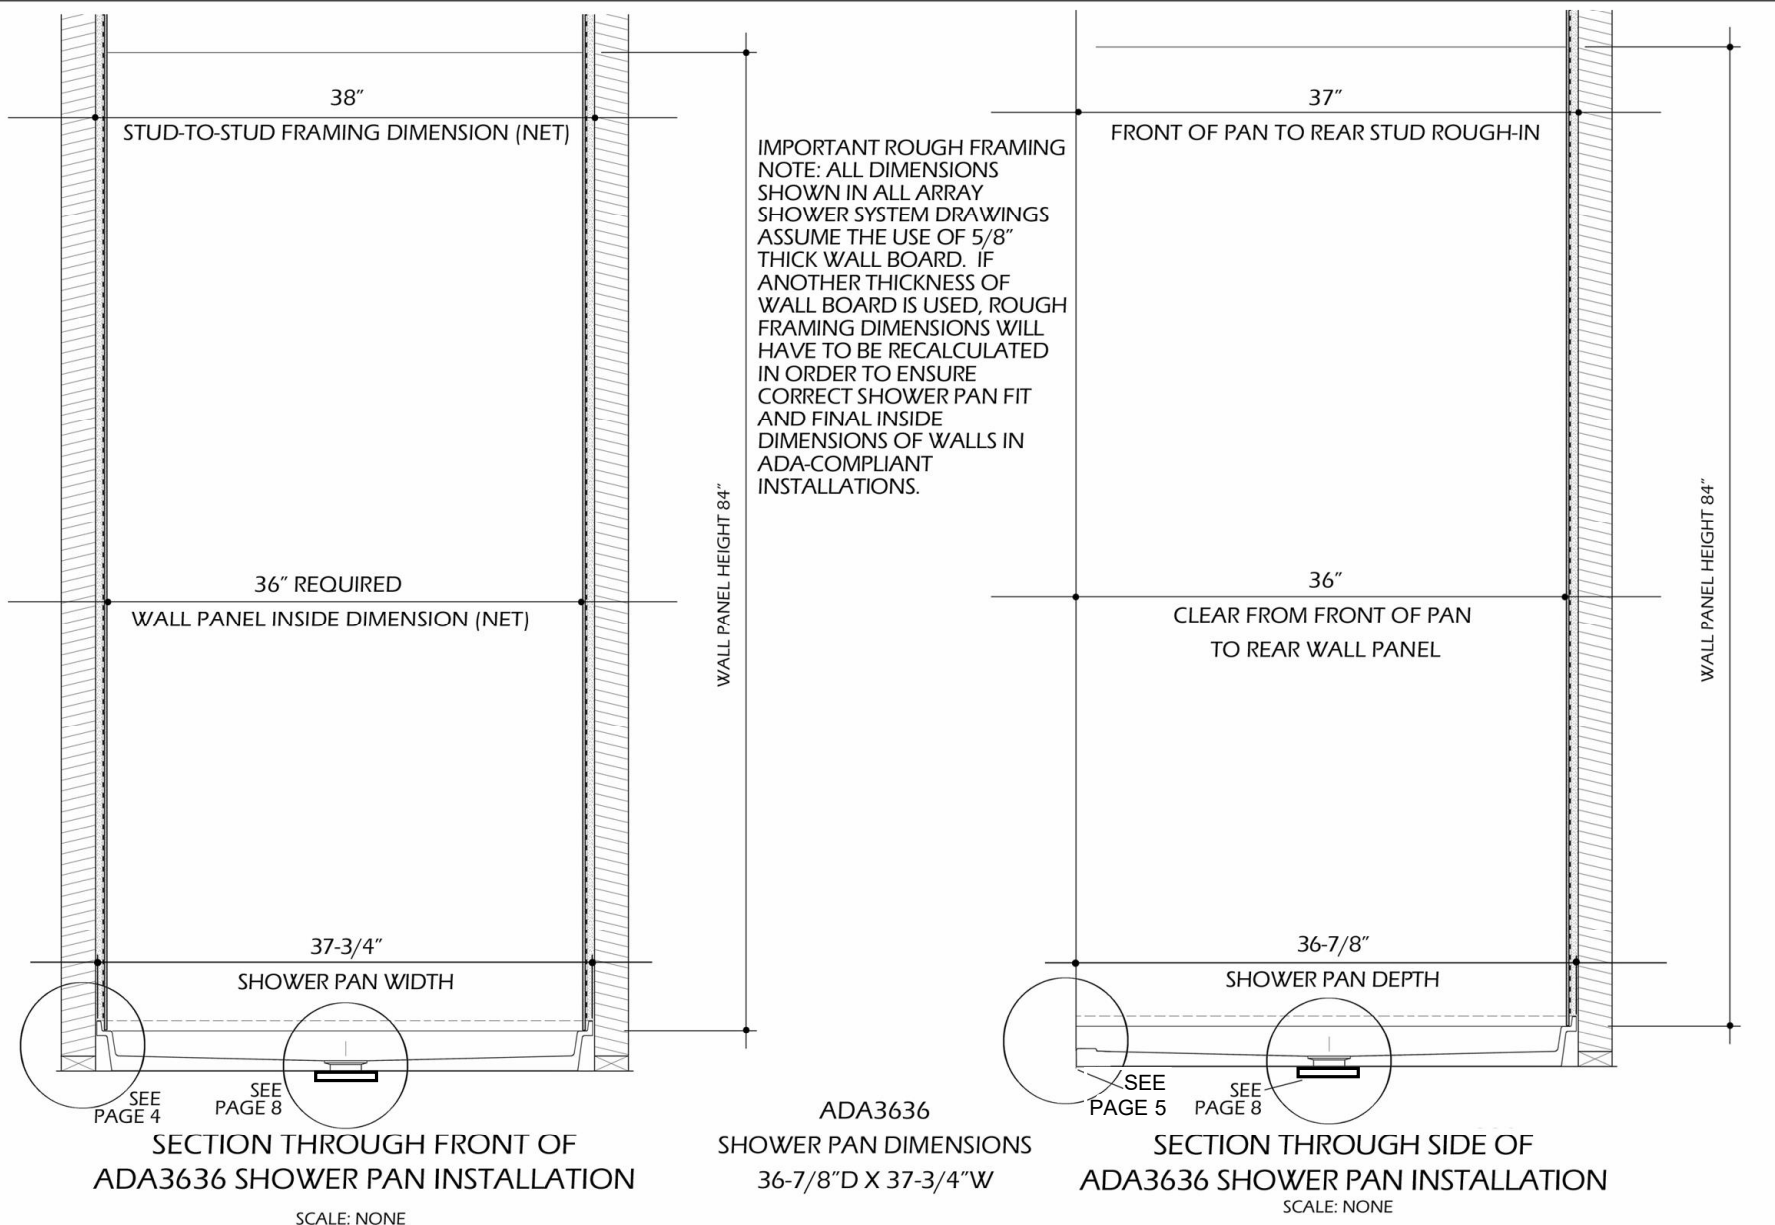 38"
STUD-TO-STUD FRAMING DIMENSION (NET)
36" REQUIRED
WALL PANEL INSIDE DIMENSION (NET)
37-3/4"
SHOWER PAN WIDTH
SEE
PAGE 4
SEE
PAGE 8
SECTION THROUGH FRONT OF
ADA3636 SHOWER PAN INSTALLATION
SCALE: NONE
WALL PANEL HEIGHT 84"
IMPORTANT ROUGH FRAMING
NOTE: ALL DIMENSIONS
SHOWN IN ALL ARRAY
SHOWER SYSTEM DRAWINGS
ASSUME THE USE OF 5/8"
THICK WALL BOARD. IF
ANOTHER THICKNESS OF
WALL BOARD IS USED, ROUGH
FRAMING DIMENSIONS WILL
HAVE TO BE RECALCULATED
IN ORDER TO ENSURE
CORRECT SHOWER PAN FIT
AND FINAL INSIDE
DIMENSIONS OF WALLS IN
ADA-COMPLIANT
INSTALLATIONS.
ADA3636
SHOWER PAN DIMENSIONS
36-7/8"D X 37-3/4"W
37"
FRONT OF PAN TO REAR STUD ROUGH-IN
36"
CLEAR FROM FRONT OF PAN
TO REAR WALL PANEL
36-7/8"
SHOWER PAN DEPTH
SEE
PAGE 5
SEE
PAGE 8
SECTION THROUGH SIDE OF
ADA3636 SHOWER PAN INSTALLATION
SCALE: NONE
WALL PANEL HEIGHT 84"